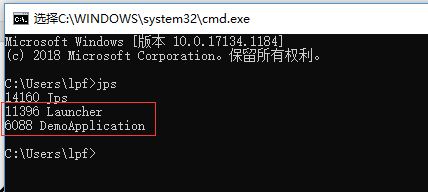 选择C:\WINDOWS\system32\cmd.exe
Microsoft Windows [版本 10.0.17134.1184]
(c) 2018 Microsoft Corporation。保留所有权利。
C:\Users\lpf>jps
14160 Jps
11396 Launcher
6088 DemoApplication
C:\Users\lpf>